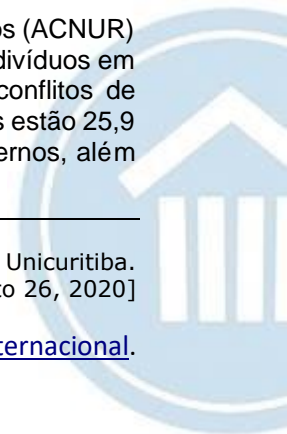 os (ACNUR)
divíduos em
conflitos de
s estão 25,9
ernos, além
Unicuritiba.
to 26, 2020]
ternacional.